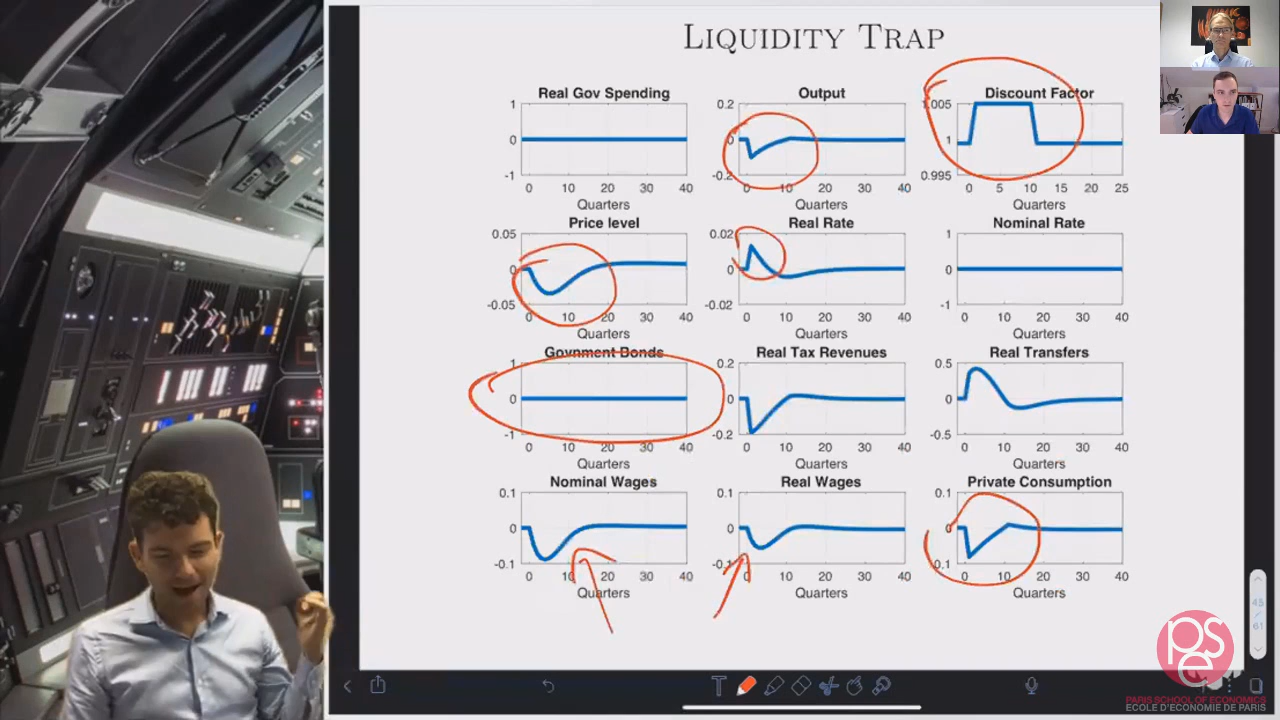 LIQUIDITY TRAP
Real Gov Spending
1
0
-1
0 10 20 30 40
Quarters
Output
0.2
0
-0.2
0 10 20 30 40
Quarters
Discount Factor
1.005
1
0.995
0 5 10 15 20 25
Quarters
Price level
0.05
0
-0.05
0 10 20 30 40
Quarters
Real Rate
0.02
0
-0.02
0 10 20 30 40
Quarters
Nominal Rate
1
0
-1
0 10 20 30 40
Quarters
Govnment Bonds
1
0
-1
0 10 20 30 40
Quarters
Real Tax Revenues
0.2
0
-0.2
0 10 20 30 40
Quarters
Real Transfers
0.5
0
-0.5
0 10 20 30 40
Quarters
Nominal Wages
0.1
0
-0.1
0 10 20 30 40
Quarters
Real Wages
0.1
0
-0.1
0 10 20 30 40
Quarters
Private Consumption
0.1
0
0.1
0 10 20 30 40
Quarters
45
/
61
pse
PARIS SCHOOL OF ECONOMICS
ECOLE D'ECONOMIE DE PARIS